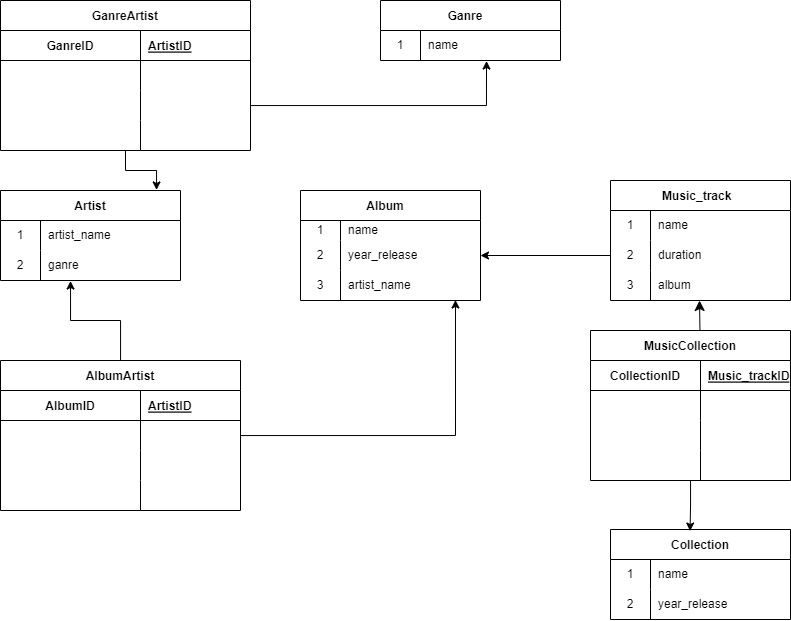 GanreArtist
GanreID ArtistID
Ganre
1 name
Artist
1 artist_name
2 ganre
Album
1 name
2 year_release
3 artist_name
Music_track
1 name
2 duration
3 album
AlbumArtist
AlbumID ArtistID
MusicCollection
CollectionID Music_trackID
Collection
1 name
2 year_release